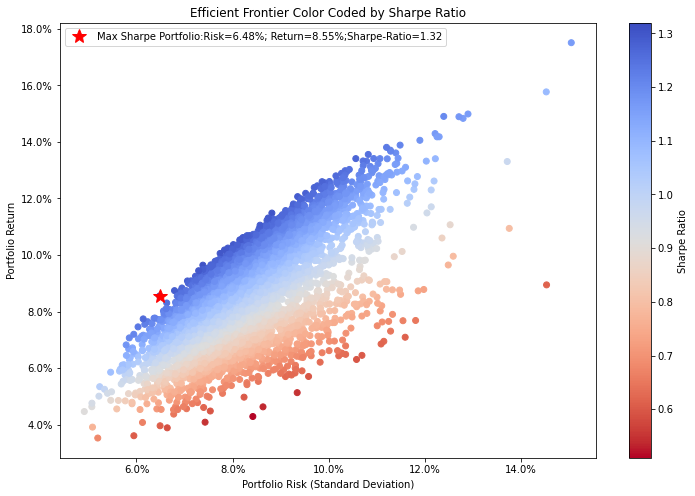 Efficient Frontier Color Coded by Sharpe Ratio
Max Sharpe Portfolio:Risk=6.48%; Return=8.55%;Sharpe-Ratio=1.32
18.0%
16.0%
14.0%
12.0%
10.0%
8.0%
6.0%
4.0%
Portfolio Return
6.0% 8.0% 10.0% 12.0% 14.0%
Portfolio Risk (Standard Deviation)
1.3
1.2
1.1
1.0
0.9
0.8
0.7
0.6
Sharpe Ratio